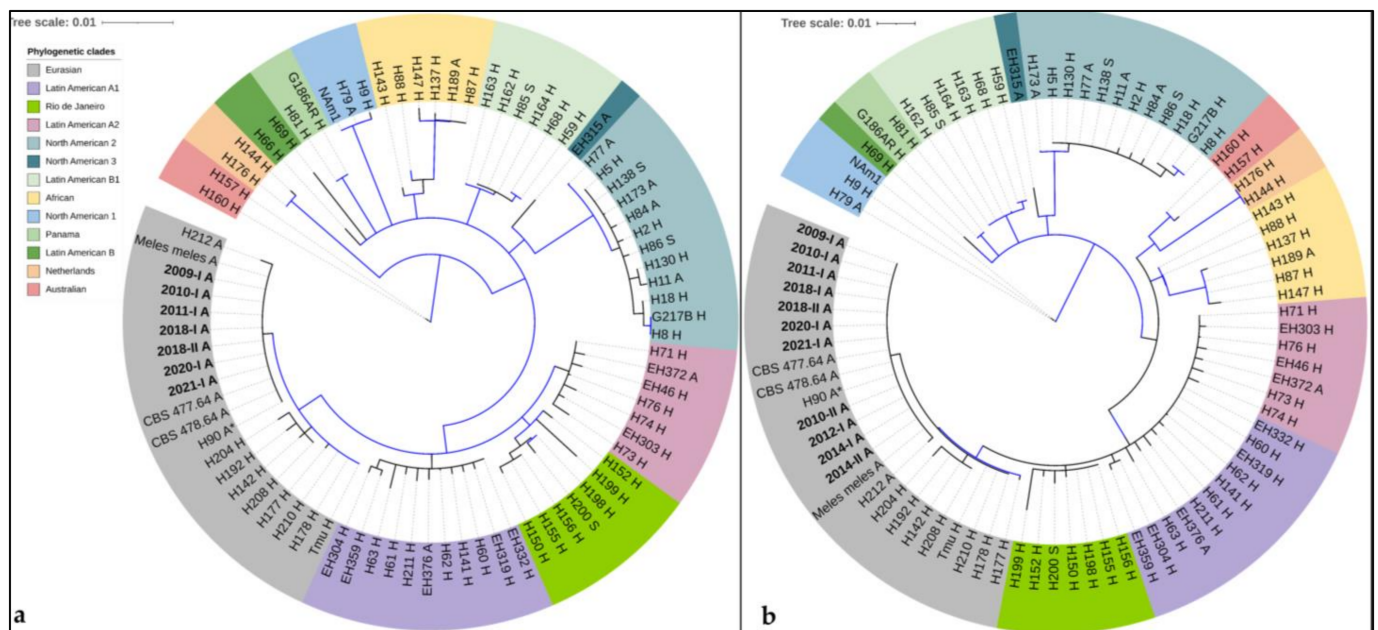 Tree scale: 0.01
Phylogenetic clades
Eurasian
Latin American A1
Rio de Janeiro
Latin American A2
North American 2
North American 3
Latin American B1
African
North American 1
Panama
Latin American B
Netherlands
Australian
H160 H
H157 H
H176 H
H144 H
H66 H
H69 H
H81 H
G186AR H
NAm1
H79 A
H9 H
H143 H
H88 H
H147 H
H137 H
H189 A
H87 H
H163 H
H162 H
H85 S
H164 H
H68 H
H59 H
EH315 A
H77 A
H5 H
H138 S
H173 A
H84 A
H2 H
H86 S
H130 H
H11 A
H18 H
G217B H
H8 H
H71 H
EH372 A
EH46 H
H76 H
H74 H
EH303 H
H73 H
H152 H
H199 H
H198 H
H200 S
H156 H
H155 H
H150 H
EH332 H
EH319 H
H60 H
H141 H
H62 H
EH376 A
H211 H
H61 H
H63 H
EH359 H
EH304 H
Tmu H
H178 H
H210 H
H177 H
H208 H
H142 H
H192 H
H204 H
H90 A*
CBS 478.64 A
CBS 477.64 A
2021-I A
2020-I A
2018-II A
2018-I A
2011-I A
2010-I A
2009-I A
Meles meles A
H212 A
a
Tree scale: 0.01
H79 A
H9 H
NAm1
H69 H
G186AR H
H81 H
H162 H
H85 S
H164 H
H163 H
H68 H
H59 H
EH315 A
H173 A
H5 H
H130 H
H77 A
H138 S
H11 A
H2 H
H84 A
H86 S
H18 H
G217B H
H8 H
H160 H
H157 H
H176 H
H144 H
H143 H
H88 H
H137 H
H189 A
H87 H
H147 H
H71 H
EH303 H
H76 H
EH46 H
EH372 A
H73 H
H74 H
EH332 H
H60 H
EH319 H
H62 H
H141 H
H61 H
H211 H
EH376 A
H63 H
EH304 H
EH359 H
H156 H
H155 H
H198 H
H150 H
H200 S
H152 H
H199 H
H177 H
H178 H
H210 H
Tmu H
H208 H
H142 H
H192 H
H204 H
H212 A
Meles meles A
2014-II A
2014-I A
2012-I A
2010-II A
H90 A*
CBS 478.64 A
CBS 477.64 A
2021-I A
2020-I A
2018-II A
2018-I A
2011-I A
2010-I A
2009-I A
b